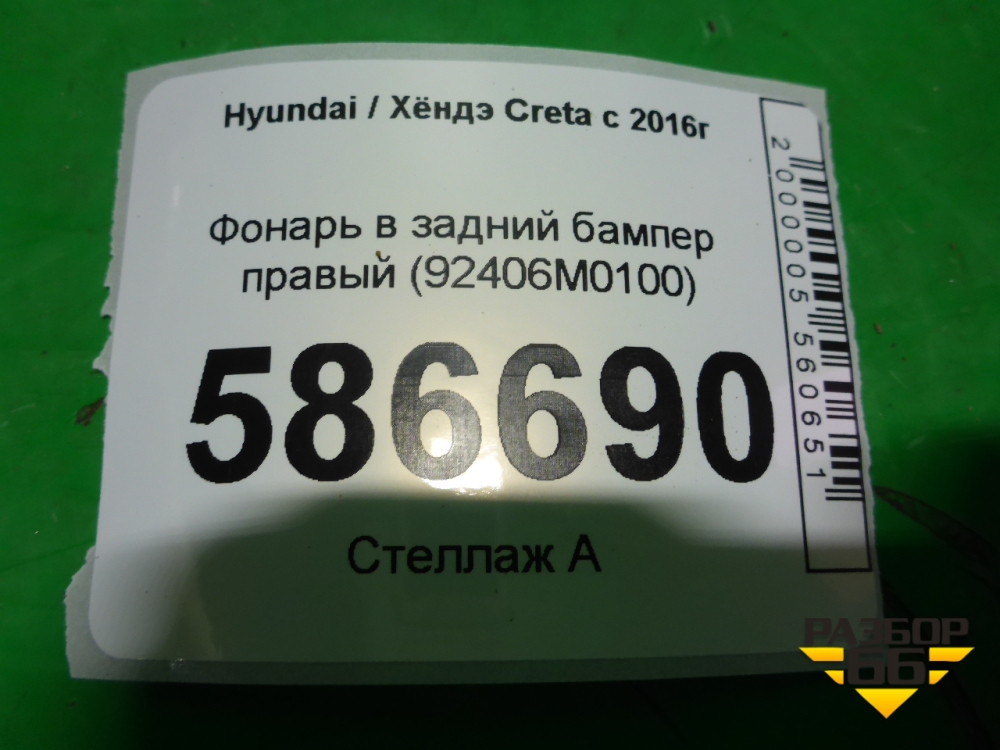 Hyundai / Хёндэ Creta с 2016г
Фонарь в задний бампер
правый (92406M0100)
586690
Стеллаж А
2000005560651
РАЗБОР
66